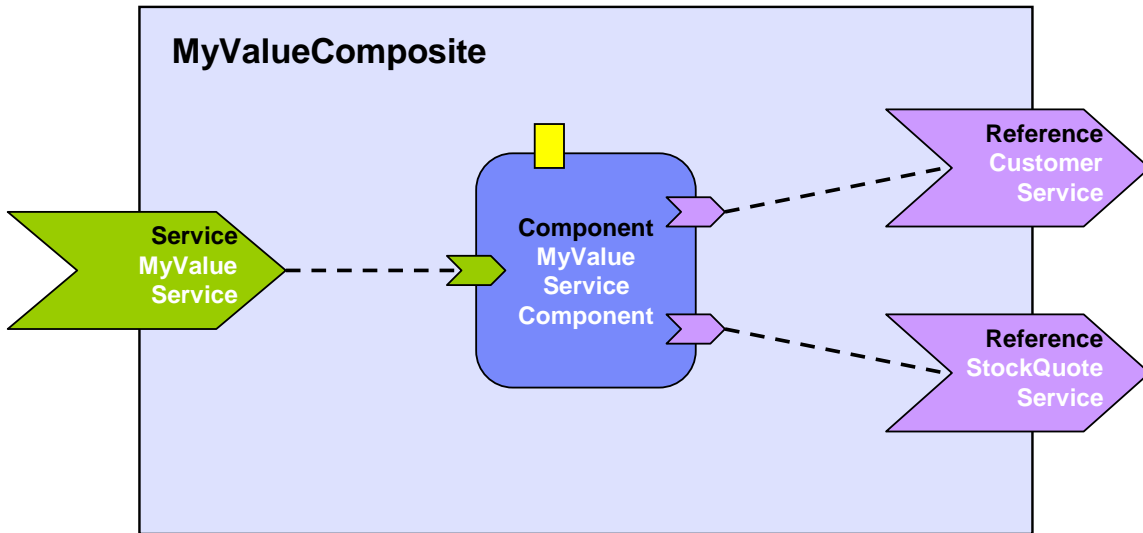 MyValueComposite
Service
MyValue
Service
Component
MyValue
Service
Component
Reference
Customer
Service
Reference
StockQuote
Service